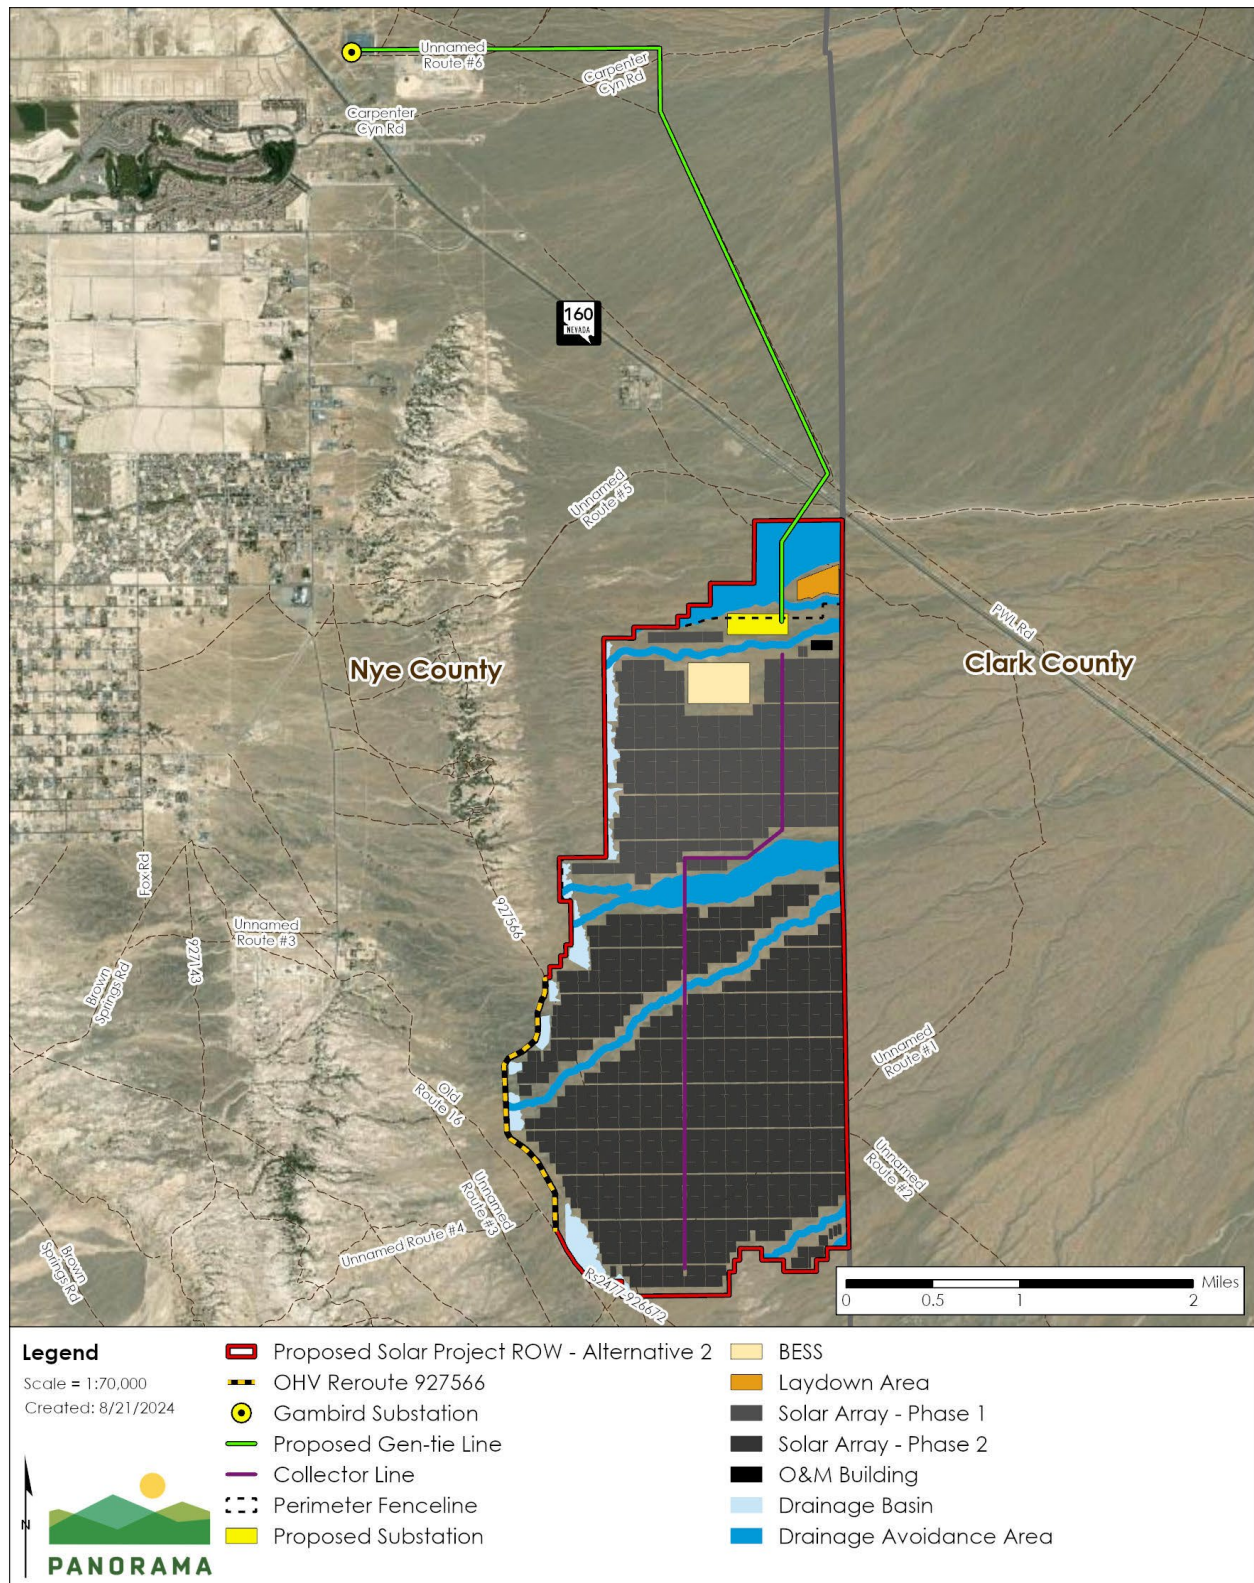 Unnamed
Route #6
Carpenter
Cyn Rd
Carpenter
Cyn Rd
160
NEVADA
Unnamed
Route #5
PWL Rd
Nye County
Clark County
Fox Rd
927566
Unnamed
Route #3
927143
Brown
Springs Rd
Unnamed
Route #1
Old
Route 16
Unnamed
Route #2
Unnamed
Route #3
Unnamed Route #4
Brown
Springs Rd
Rs2477-926672
Miles
0 0.5 1 2
Legend
Scale = 1:70,000
Created: 8/21/2024
N
PANORAMA
Proposed Solar Project ROW - Alternative 2
OHV Reroute 927566
Gambird Substation
Proposed Gen-tie Line
Collector Line
Perimeter Fenceline
Proposed Substation
BESS
Laydown Area
Solar Array - Phase 1
Solar Array - Phase 2
O&M Building
Drainage Basin
Drainage Avoidance Area